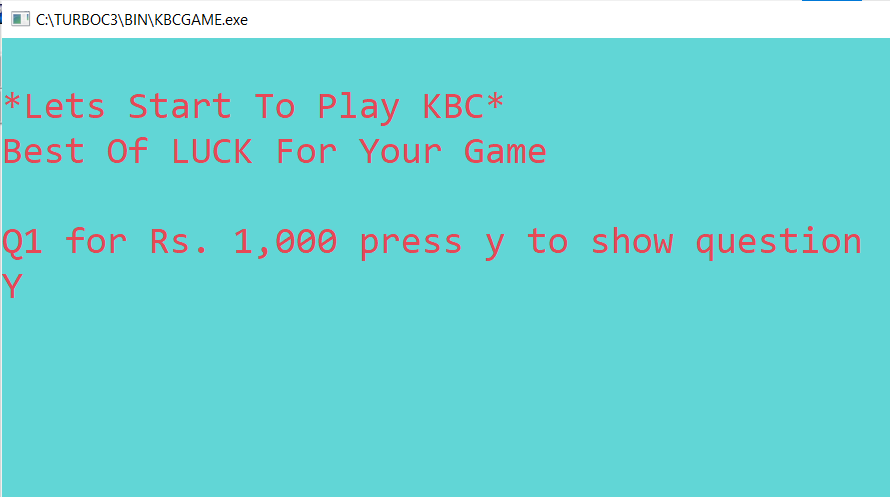 C:\TURBOC3\BIN\KBCGAME.exe
*Lets Start To Play KBC*
Best Of LUCK For Your Game
Q1 for Rs. 1,000 press y to show question
Y